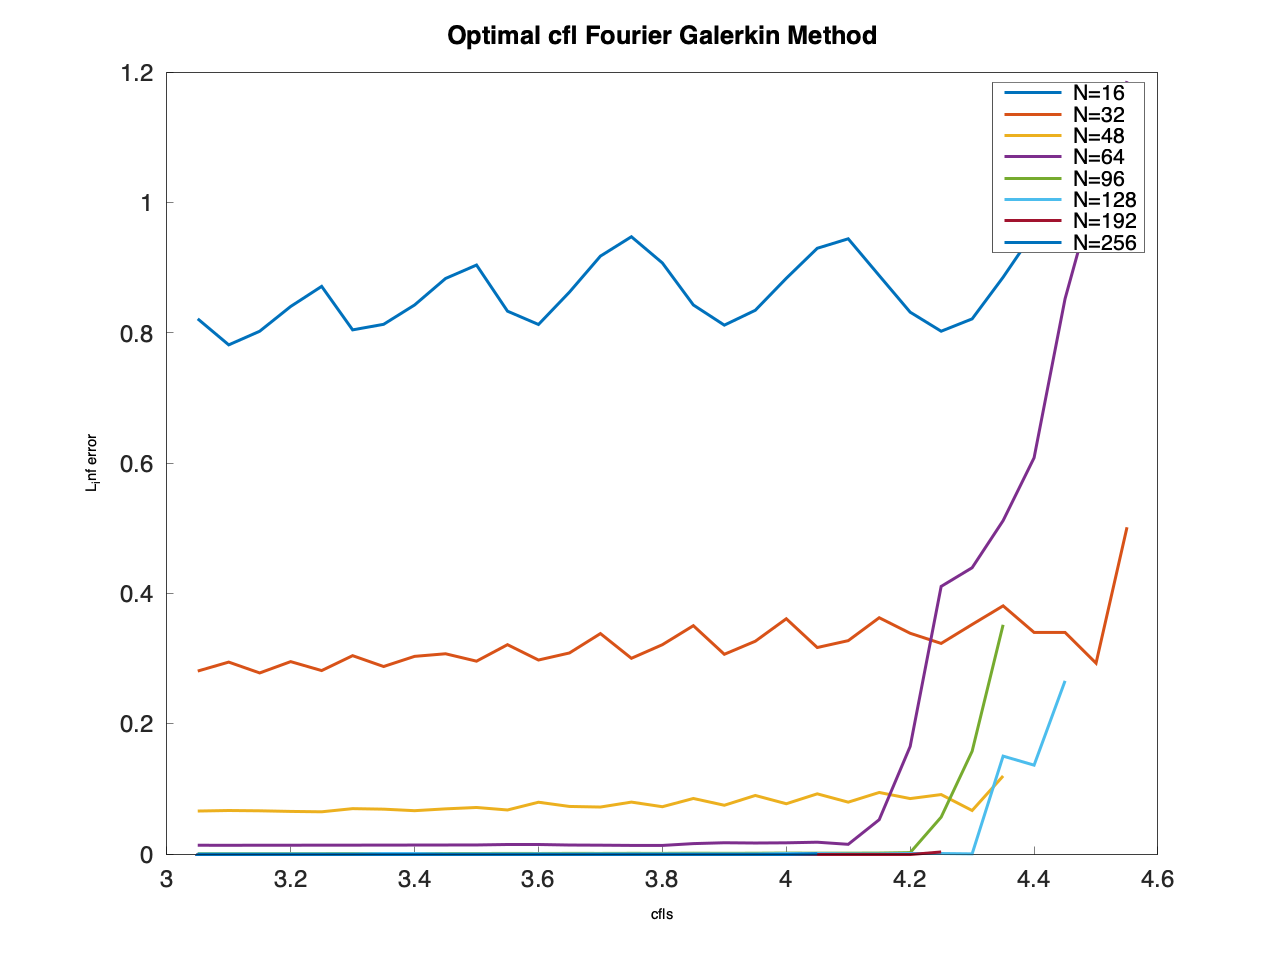 Optimal cfl Fourier Galerkin Method
1.2
1
0.8
0.6
0.4
0.2
0
L_inf error
N=16
N=32
N=48
N=64
N=96
N=128
N=192
N=256
3
3.2
3.4
3.6
3.8
4
4.2
4.4
4.6
cfls